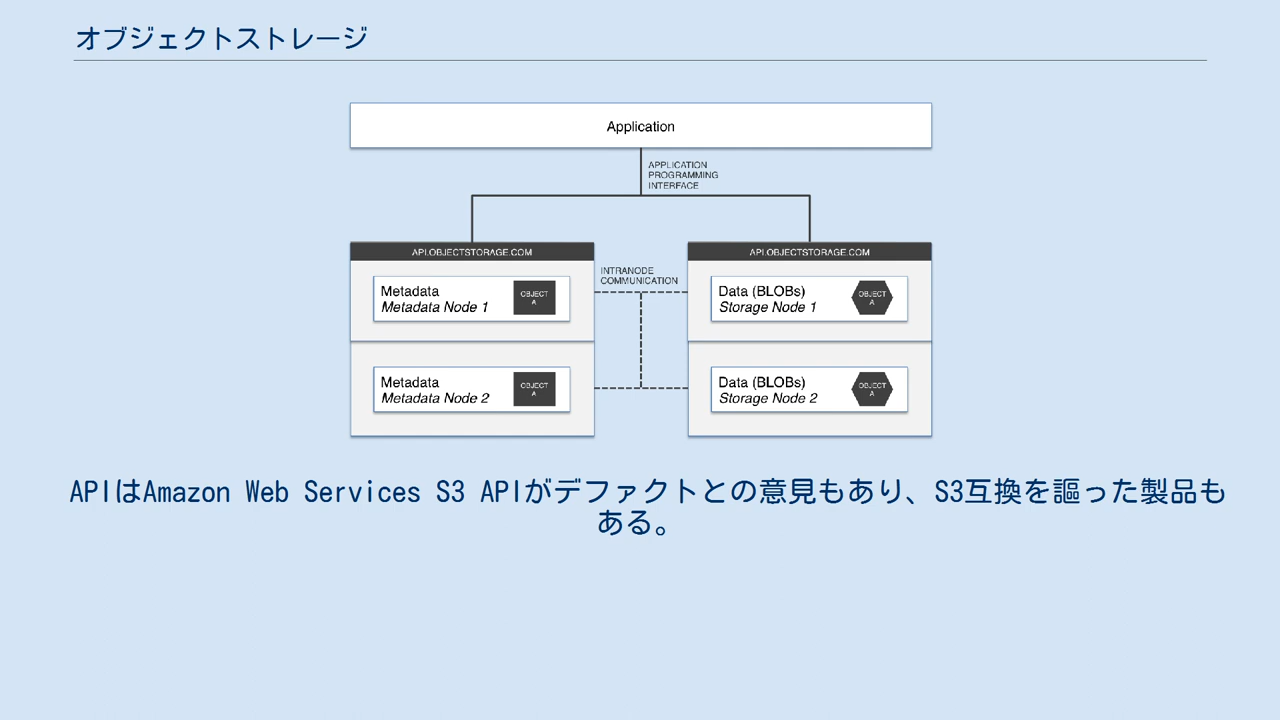 オブジェクトストレージ
Application
APPLICATION
PROGRAMMING
INTERFACE
API.OBJECTSTORAGE.COM
Metadata
Metadata Node 1
OBJECT
A
Metadata
Metadata Node 2
OBJECT
A
INTRANODE
COMMUNICATION
API.OBJECTSTORAGE.COM
Data (BLOBs)
Storage Node 1
OBJECT
A
Data (BLOBs)
Storage Node 2
OBJECT
A
APIはAmazon Web Services S3 APIがデファクトとの意見もあり、S3互換を謳った製品も
ある。